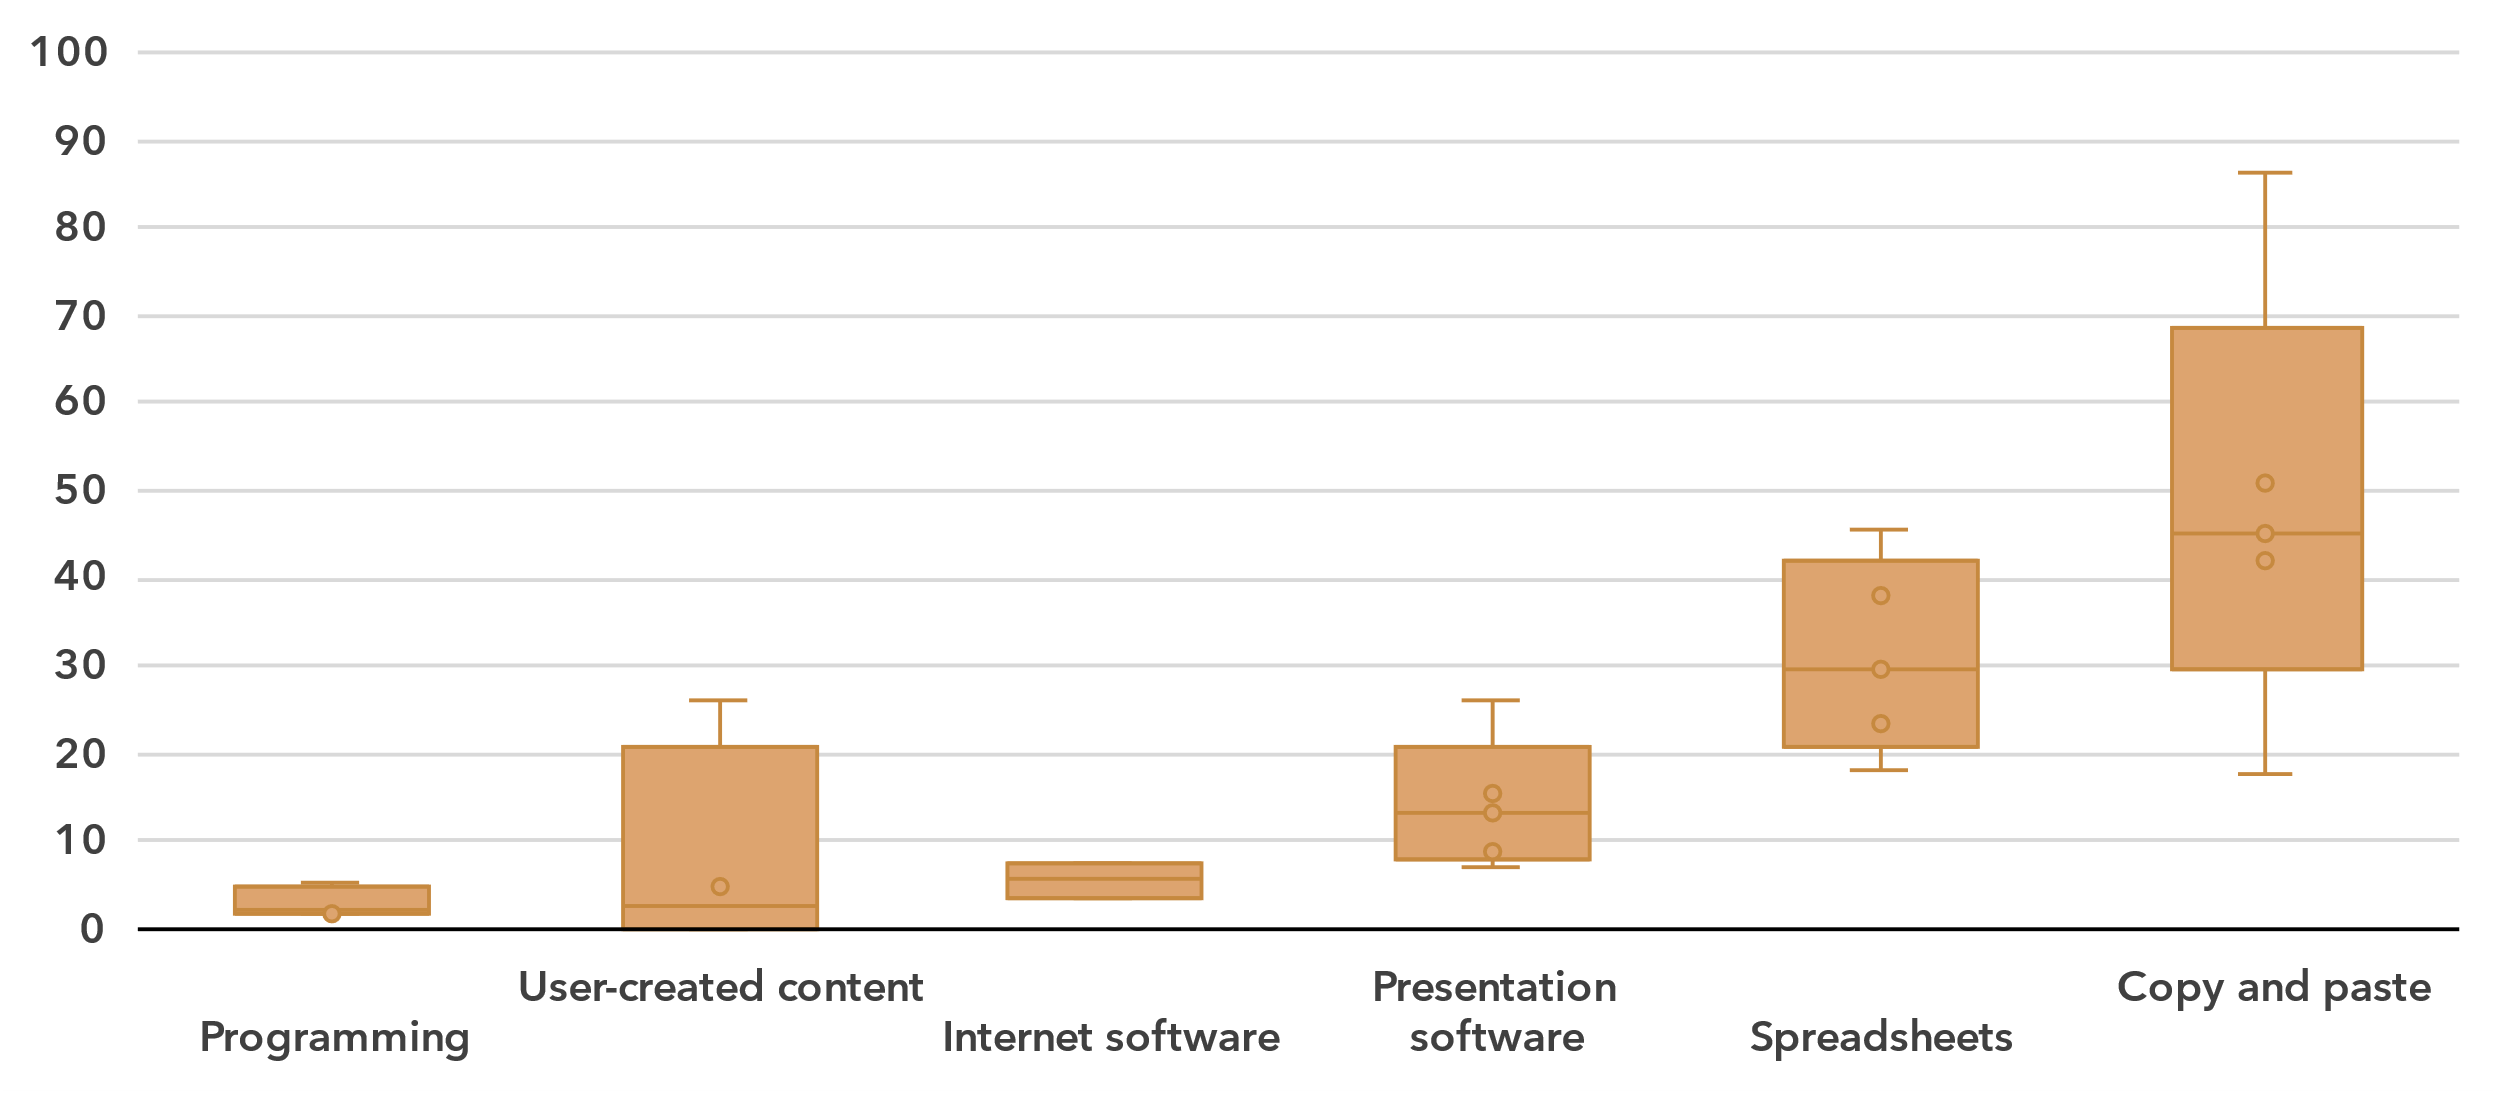 100
90
80
70
60
50
40
30
20
10
0
Programming
User-created content
Internet software
Presentation
software
Spreadsheets
Copy and paste